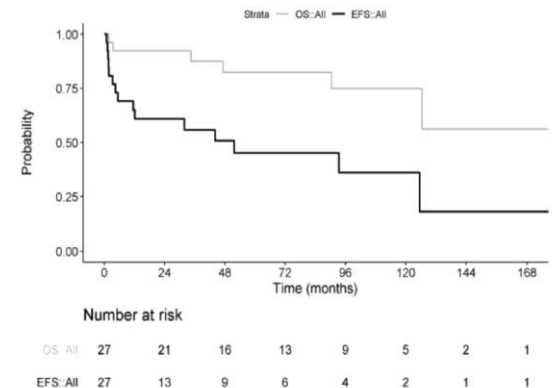 Strata OS::All EFS::All
1.00
0.75
0.50
0.25
0.00
Probability
0 24 48 72 96 120 144 168
Time (months)
Number at risk
OS::All 27 21 16 13 9 5 2 1
EFS::All 27 13 9 6 4 2 1 1